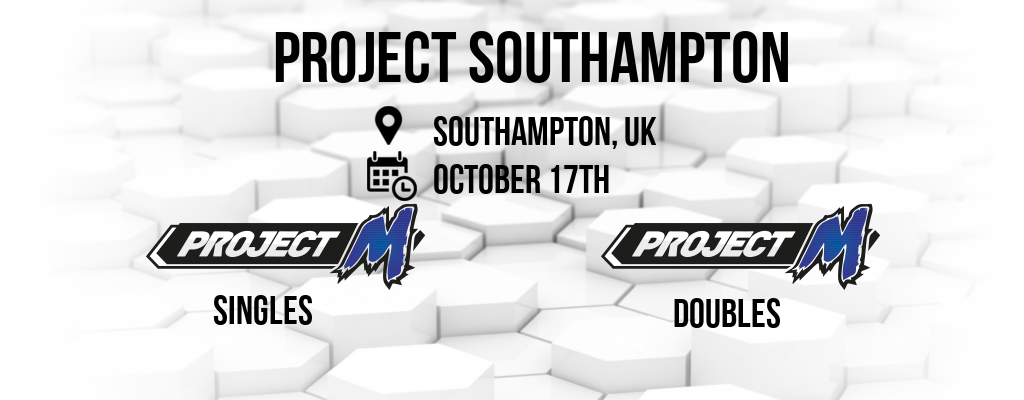 PROJECT SOUTHAMPTON
SOUTHAMPTON, UK
OCTOBER 17TH
PROJECT M
PROJECT M
SINGLES
DOUBLES